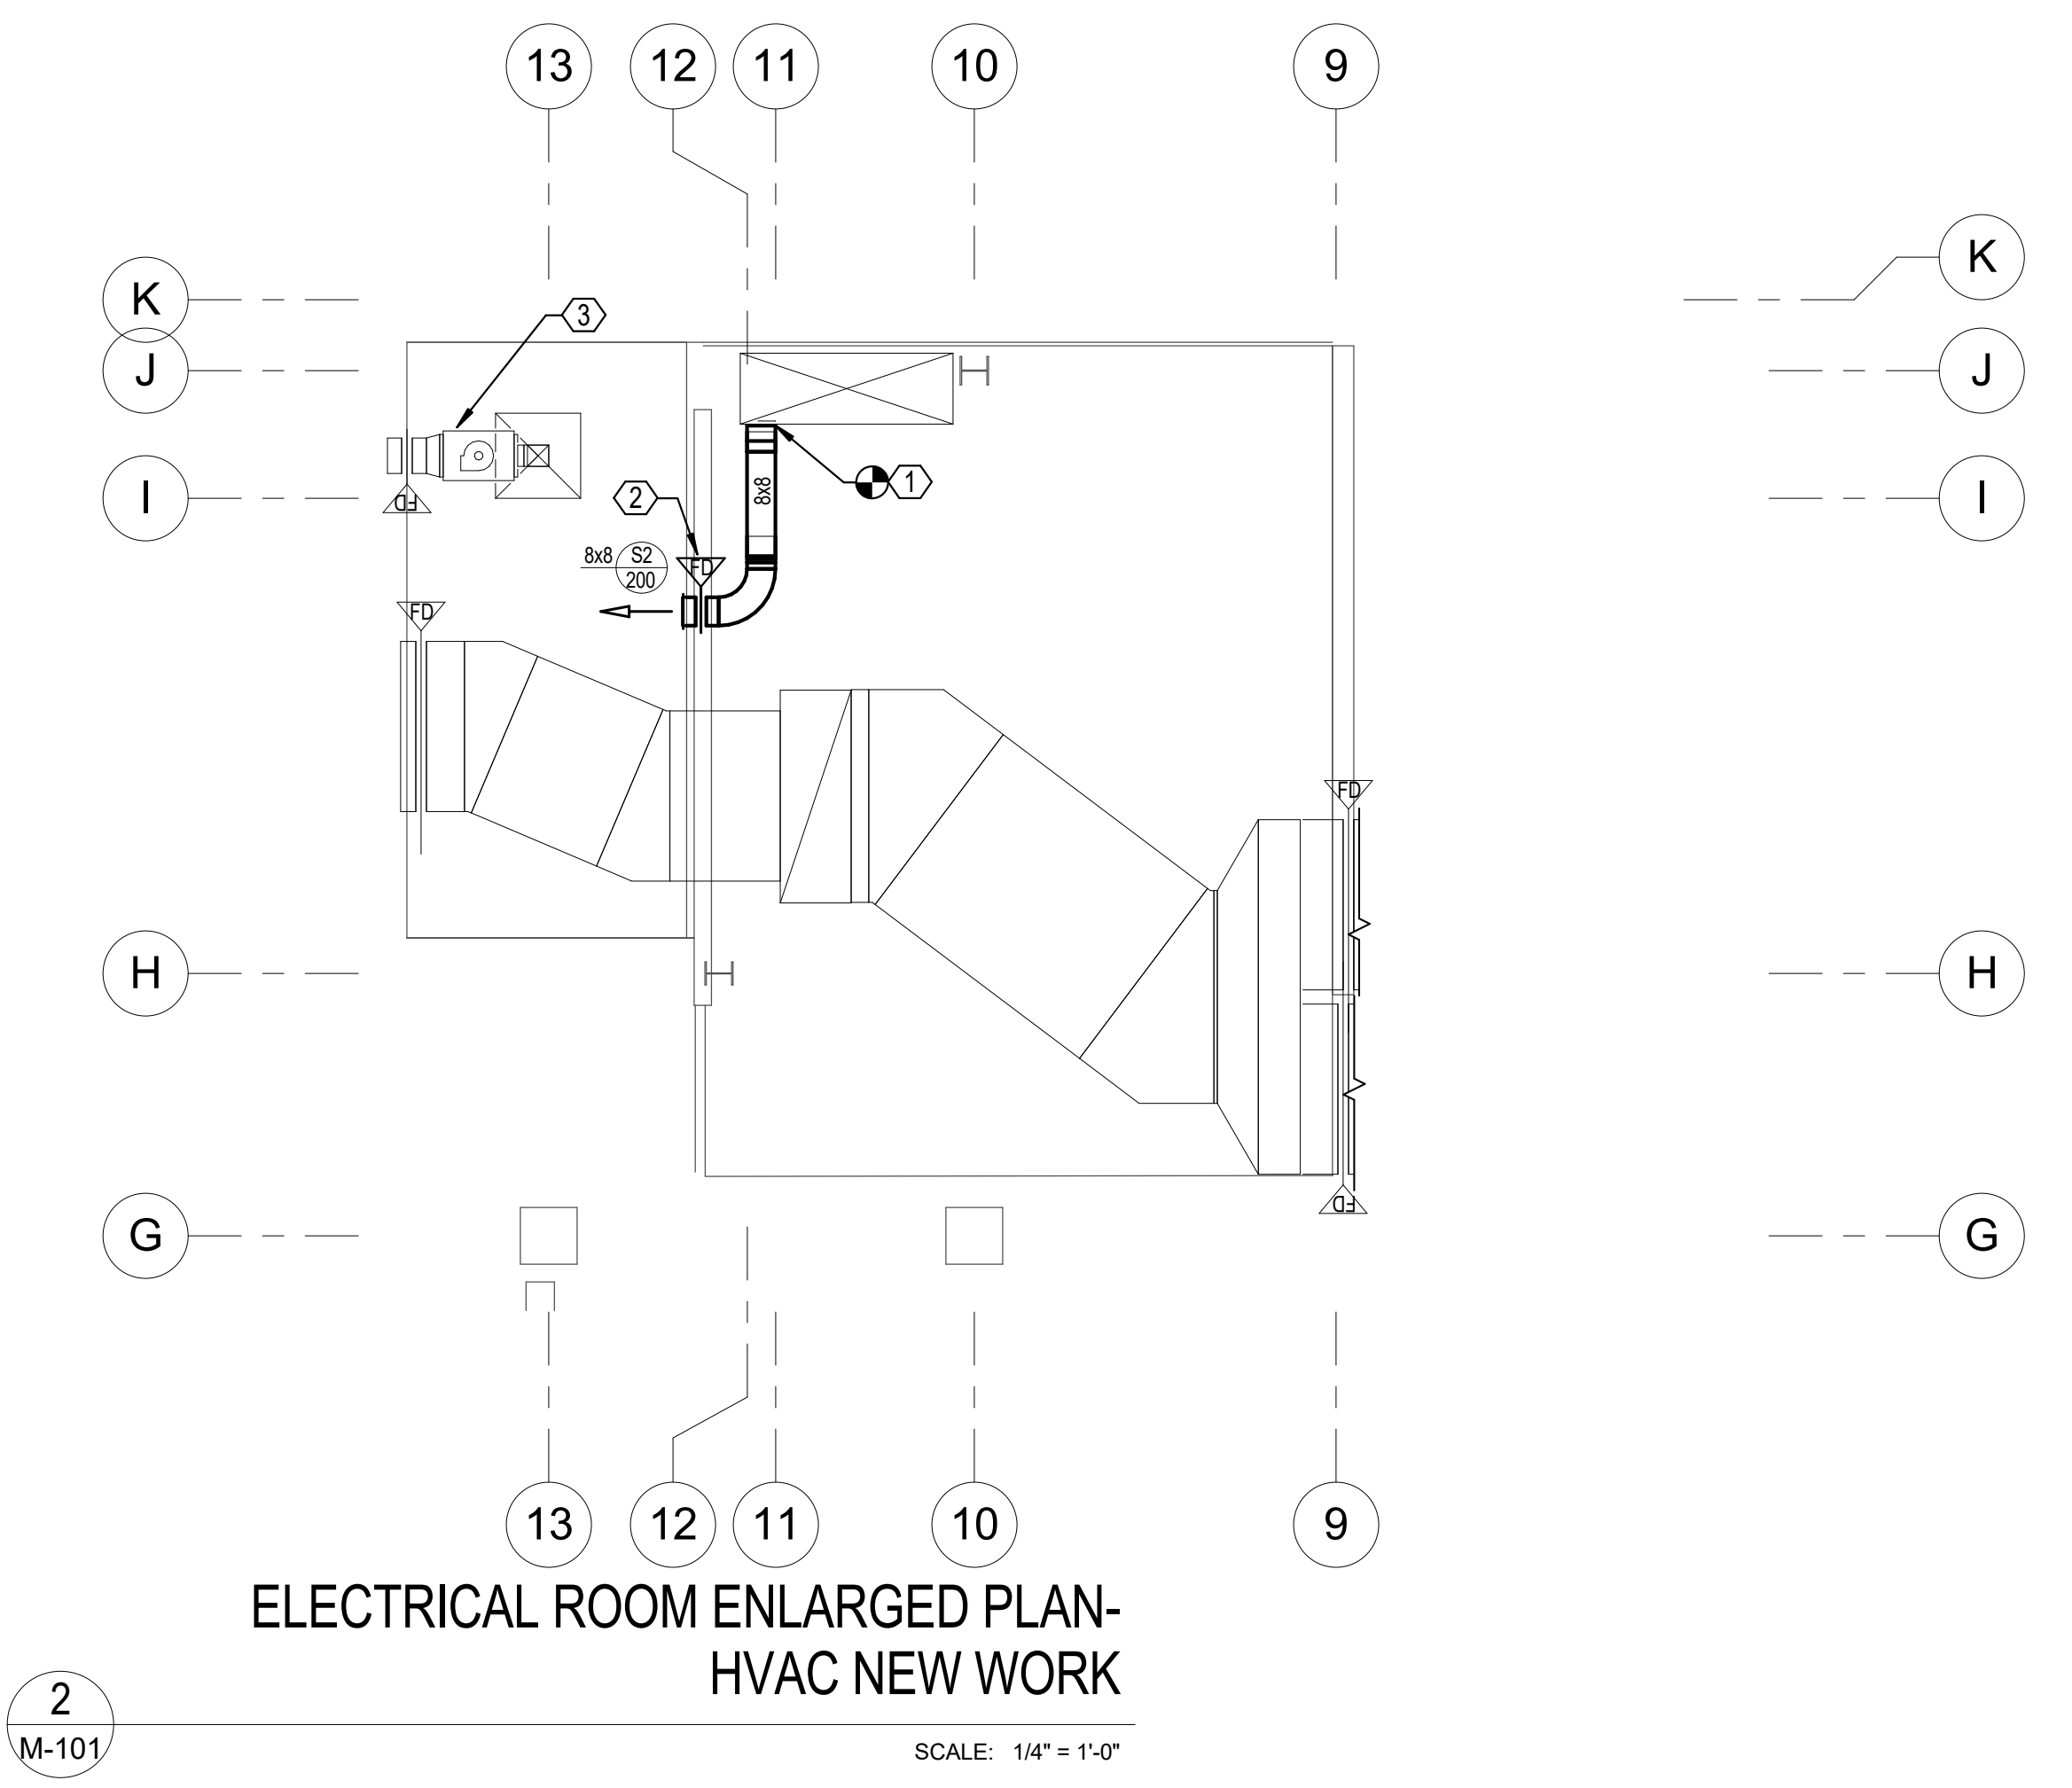 13 12 11 10 9
K
K
3
J
J
8x8
1
I
2
I
FD
8x8 S2
200
FD
FD
FD
H
H
FD
G
G
13 12 11 10 9
ELECTRICAL ROOM ENLARGED PLAN-
HVAC NEW WORK
2
M-101
SCALE: 1/4" = 1'-0"